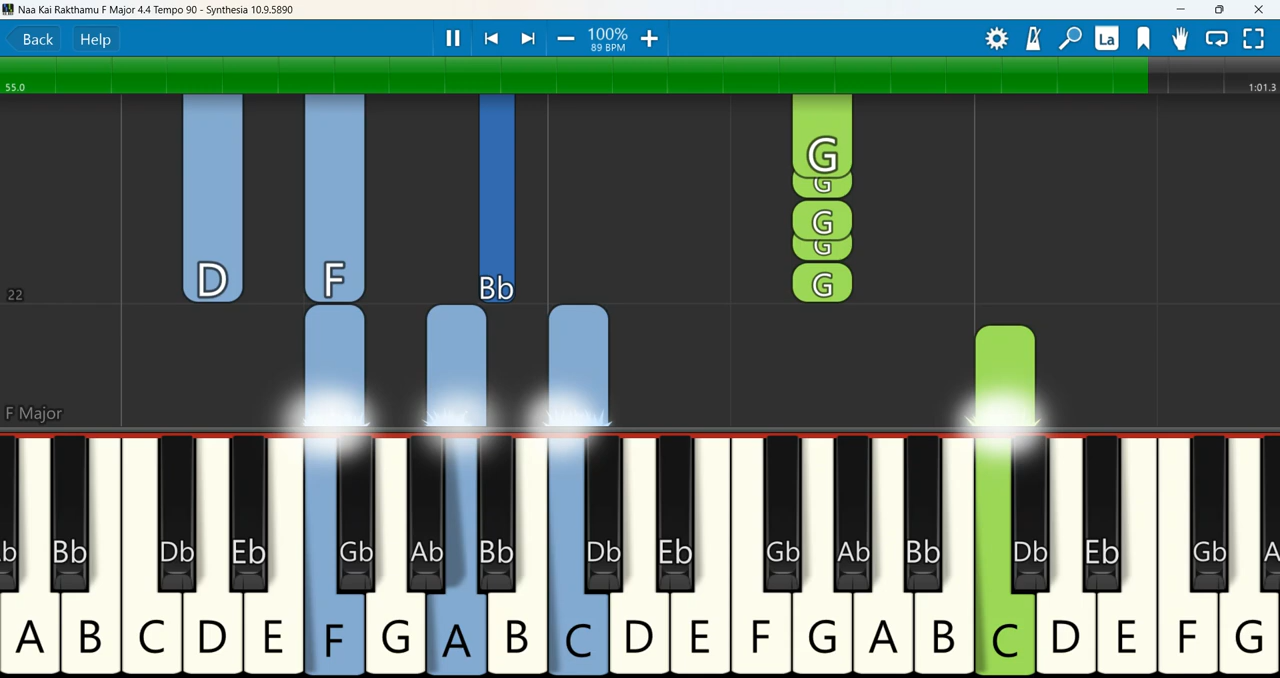 Naa Kai Rakthamu F Major 4.4 Tempo 90 - Synthesia 10.9.5890
Back Help 100% La
89 BPM
55.0 1:01.3
G
G
G
G
D F Bb G
22
F Major
b Bb Db Eb Gb Ab Bb Db Eb Gb Ab Bb Db Eb Gb A
A B C D E F G A B C D E F G A B C D E F G